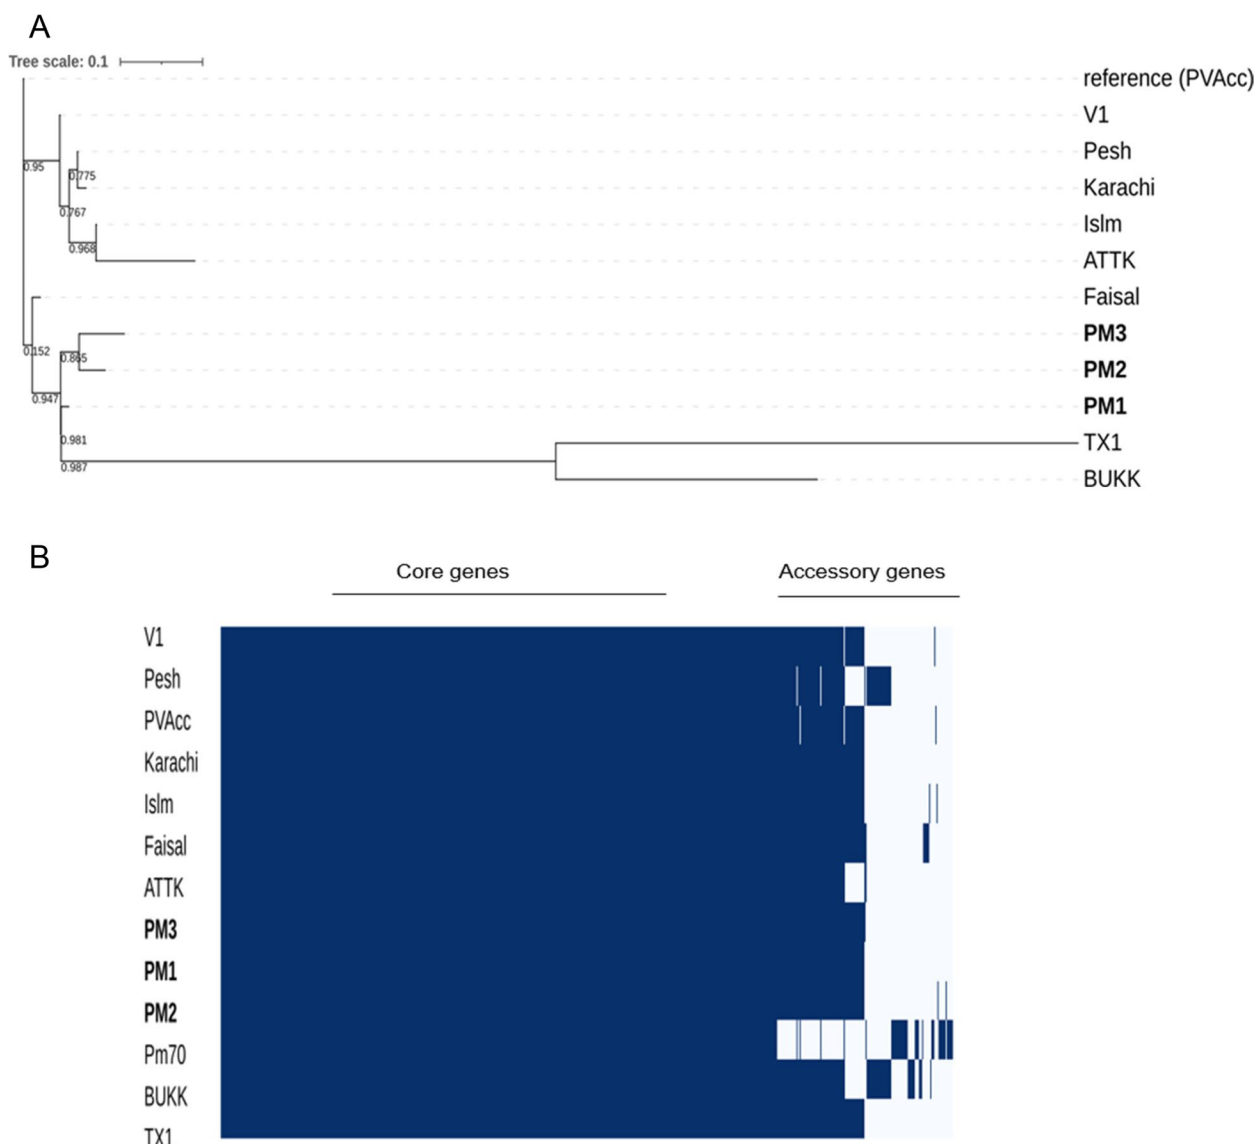 A
Tree scale: 0.1
reference (PVAcc)
V1
0.95
Pesh
0.775
Karachi
0.767
Islm
0.968
ATTK
Faisal
PM3
0.152
0.865
PM2
0.947
PM1
0.981
TX1
0.987
BUKK
B
Core genes
Accessory genes
V1
Pesh
PVAcc
Karachi
Islm
Faisal
ATTK
PM3
PM1
PM2
Pm70
BUKK
TX1